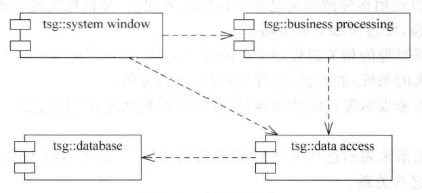 tsg::system window
tsg::business processing
tsg::database
tsg::data access